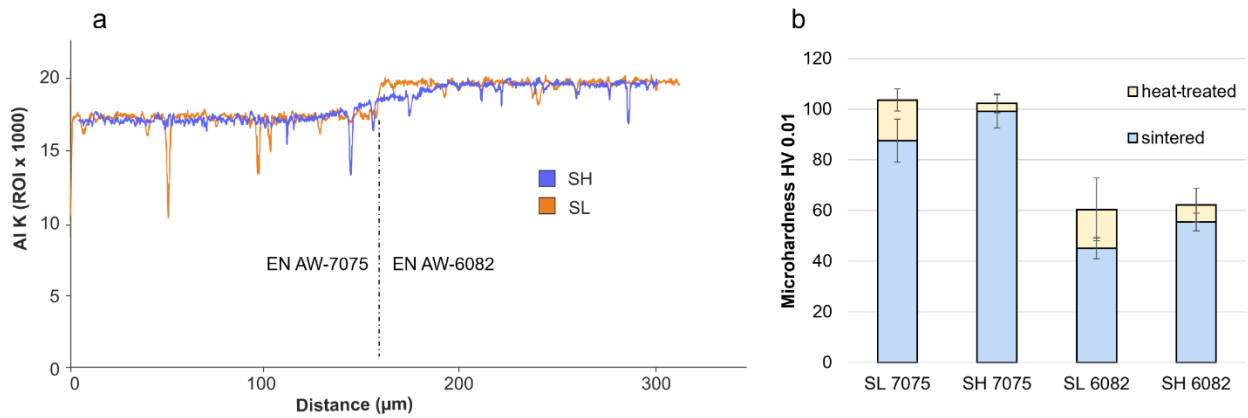 a
Al K (ROI x 1000)
20
15
10
5
0
SH
SL
EN AW-7075
EN AW-6082
0
100
200
300
Distance (µm)
b
Microhardness HV 0.01
120
100
80
60
40
20
0
heat-treated
sintered
SL 7075
SH 7075
SL 6082
SH 6082